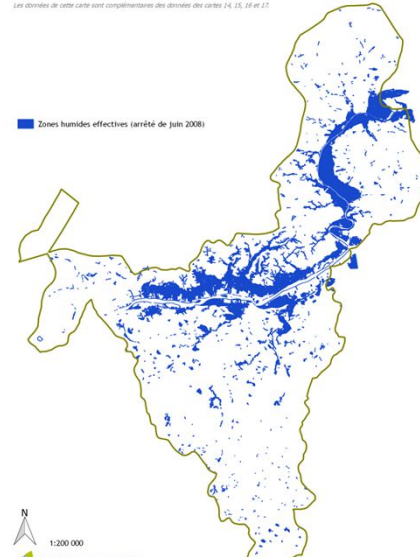 Les données de cette carte sont complémentaires des données des cartes 14, 15, 16 et 17.
Zones humides effectives (arrêté de juin 2008)
N
1:200 000